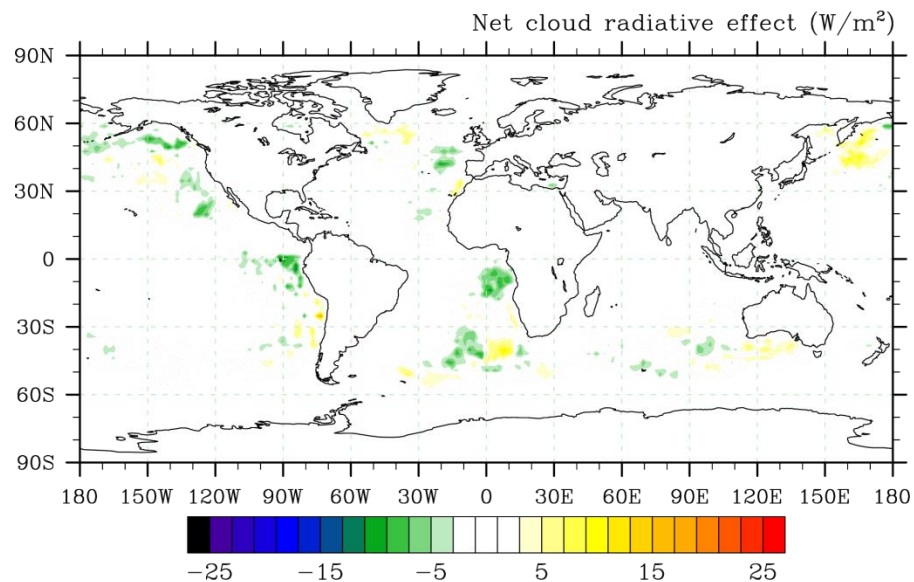 Net cloud radiative effect (W/m²)
90N
60N
30N
0
30S
60S
90S
180 150W 120W 90W 60W 30W 0 30E 60E 90E 120E 150E 180
−25 −15 −5 5 15 25